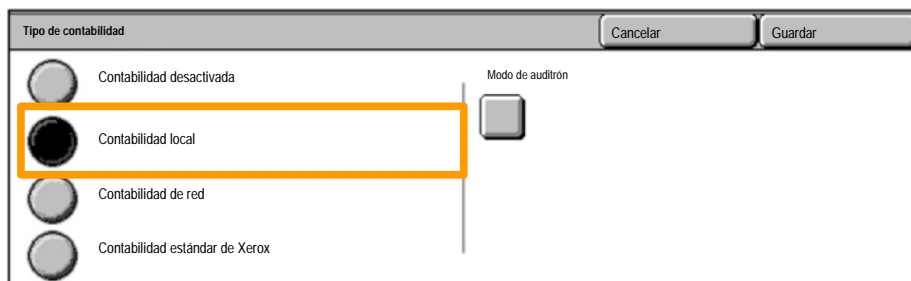 Tipo de contabilidad
Cancelar
Guardar
Contabilidad desactivada
Modo de auditrón
Contabilidad local
Contabilidad de red
Contabilidad estándar de Xerox